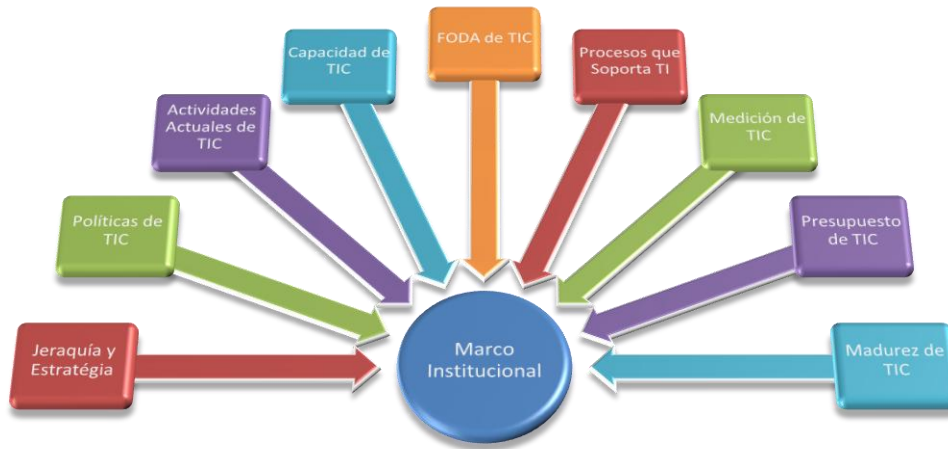 FODA de TIC
Capacidad de
TIC
Procesos que
Soporta TI
Actividades
Actuales de
TIC
Medición de
TIC
Políticas de
TIC
Presupuesto
de TIC
Jeraquía y
Estratégia
Marco
Institucional
Madurez de
TIC